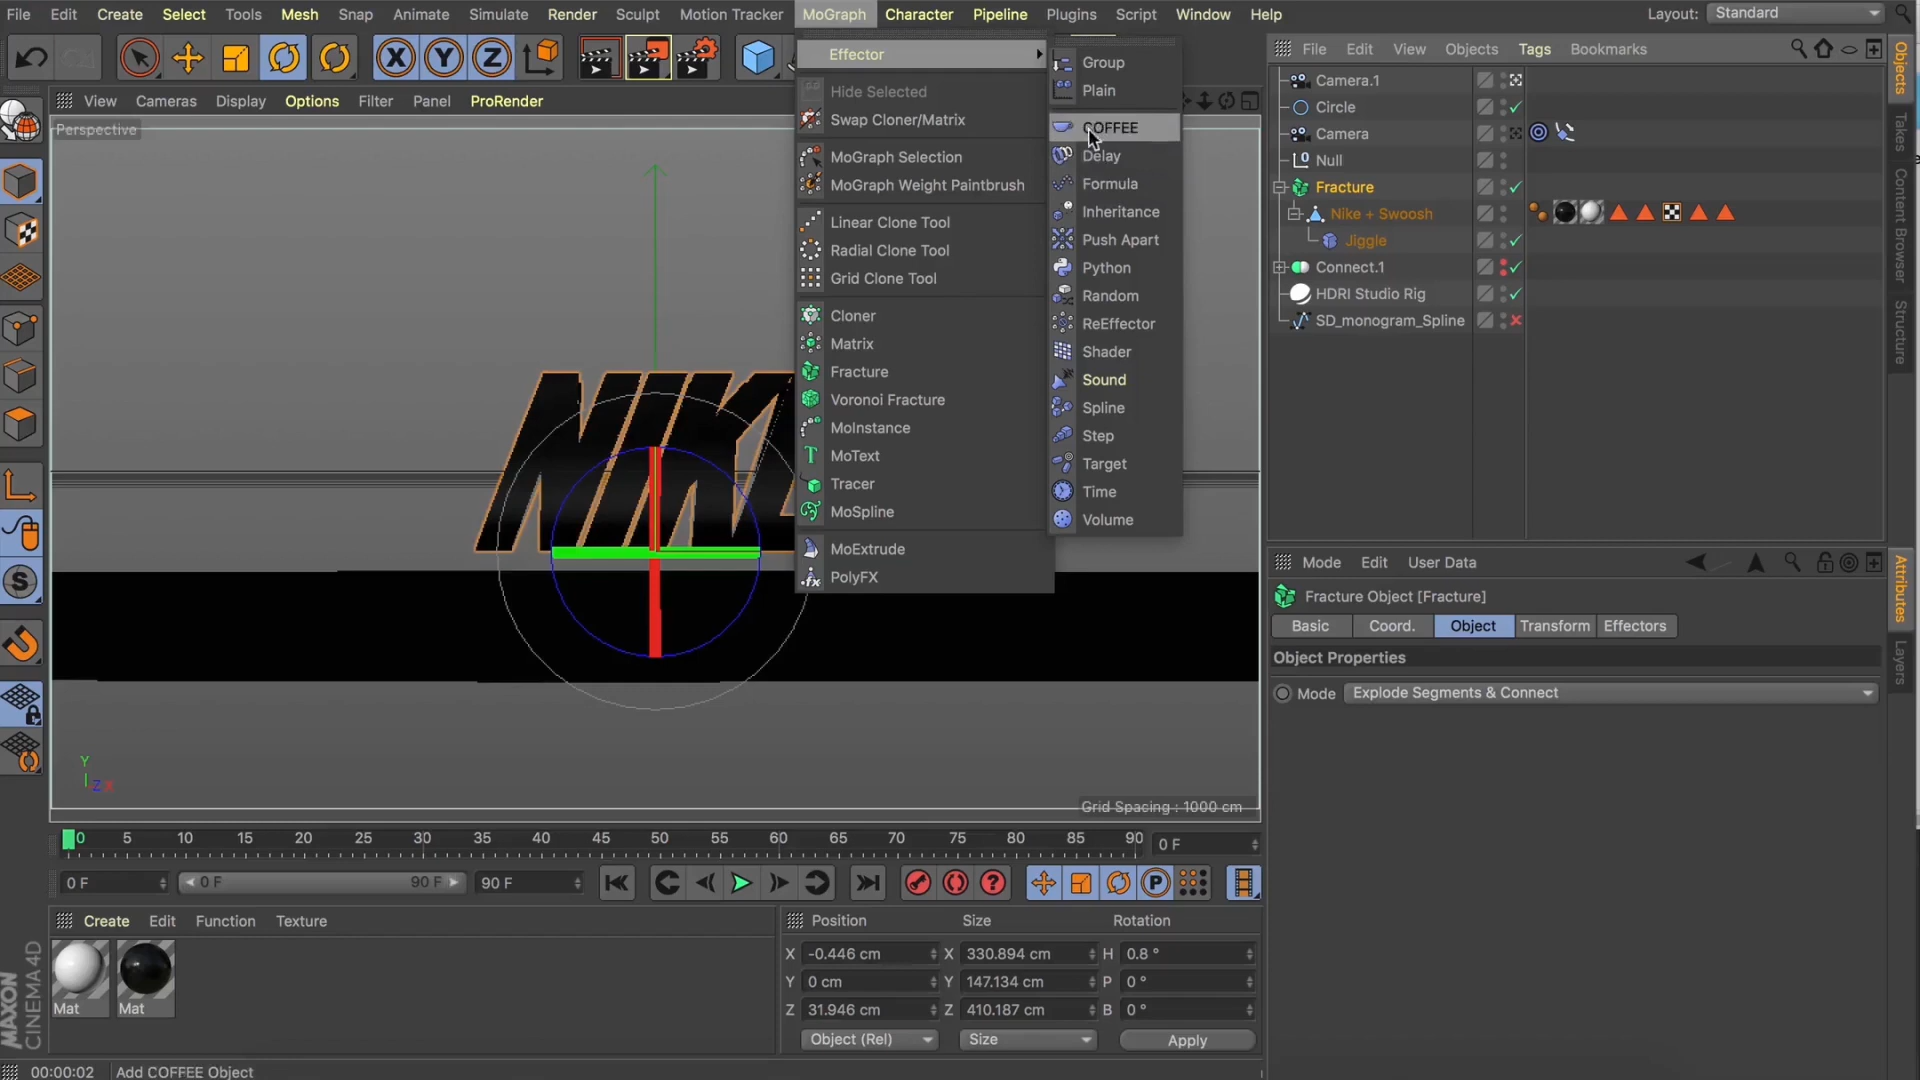 File Edit Create Select Tools Mesh Snap Animate Simulate Render Sculpt Motion Tracker MoGraph Character Pipeline Plugins Script Window Help Layout: Standard
X Y Z
View Cameras Display Options Filter Panel ProRender
Perspective
Effector
Hide Selected
Swap Cloner/Matrix
MoGraph Selection
MoGraph Weight Paintbrush
Linear Clone Tool
Radial Clone Tool
Grid Clone Tool
Cloner
Matrix
Fracture
Voronoi Fracture
MoInstance
MoText
Tracer
MoSpline
MoExtrude
PolyFX
Group
Plain
COFFEE
Delay
Formula
Inheritance
Push Apart
Python
Random
ReEffector
Shader
Sound
Spline
Step
Target
Time
Volume
File Edit View Objects Tags Bookmarks
Camera.1
Circle
Camera
Null
Fracture
Nike + Swoosh
Jiggle
Connect.1
HDRI Studio Rig
SD_monogram_Spline
Objects
Takes
Content Browser
Structure
Attributes
Layers
Mode Edit User Data
Fracture Object [Fracture]
Basic Coord. Object Transform Effectors
Object Properties
Mode Explode Segments & Connect
Y
Z X
Grid Spacing : 1000 cm
0 5 10 15 20 25 30 35 40 45 50 55 60 65 70 75 80 85 90 0 F
0 F 0 F 90 F 90 F
Create Edit Function Texture
Mat Mat
Position Size Rotation
X -0.446 cm X 330.894 cm H 0.8 °
Y 0 cm Y 147.134 cm P 0 °
Z 31.946 cm Z 410.187 cm B 0 °
Object (Rel) Size Apply
MAXON
CINEMA 4D
00:00:02 Add COFFEE Object